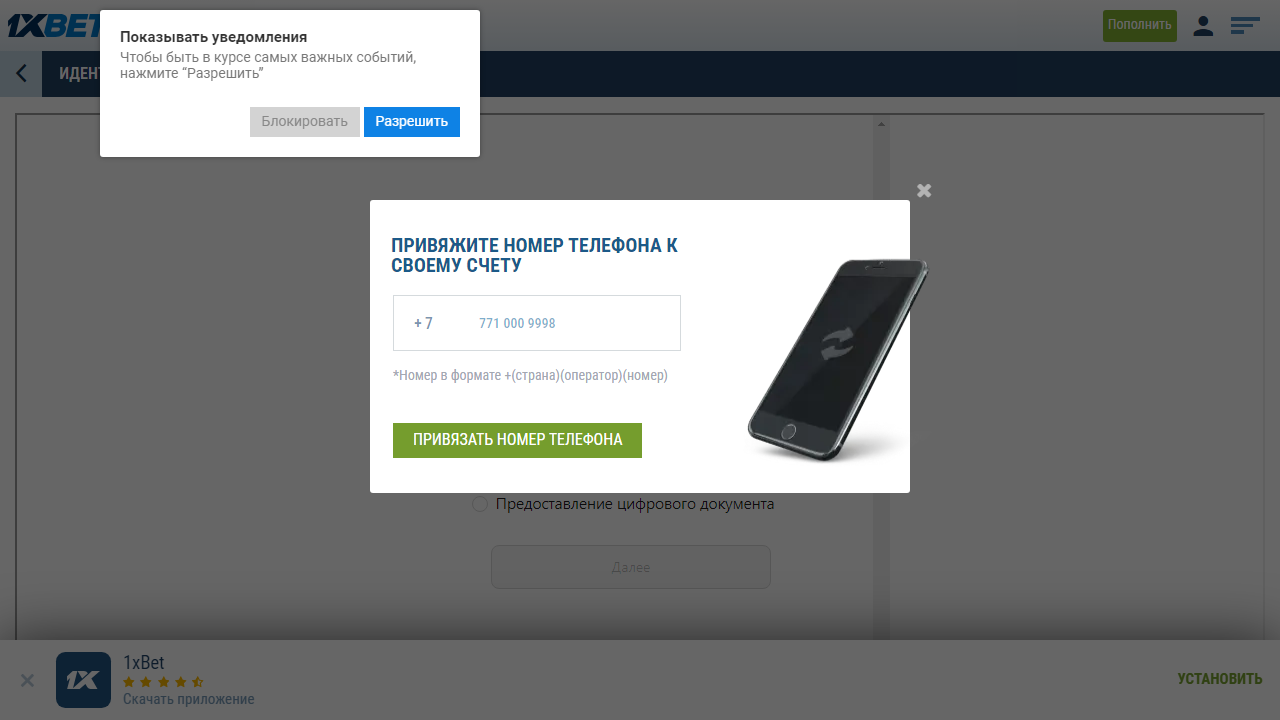 1XBET
Показывать уведомления
Чтобы быть в курсе самых важных событий,
нажмите “Разрешить”
Блокировать
Разрешить
Пополнить
ПРИВЯЖИТЕ НОМЕР ТЕЛЕФОНА К
СВОЕМУ СЧЕТУ
+ 7
771 000 9998
*Номер в формате +(страна)(оператор)(номер)
ПРИВЯЗАТЬ НОМЕР ТЕЛЕФОНА
Предоставление цифрового документа
Далее
1X
1xBet
Скачать приложение
УСТАНОВИТЬ